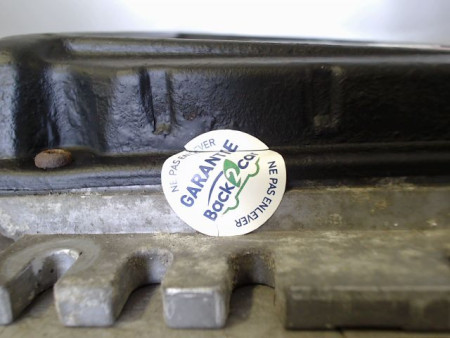 NE PAS ENLEVER
GARANTIE
Back2Car
NE PAS ENLEVER